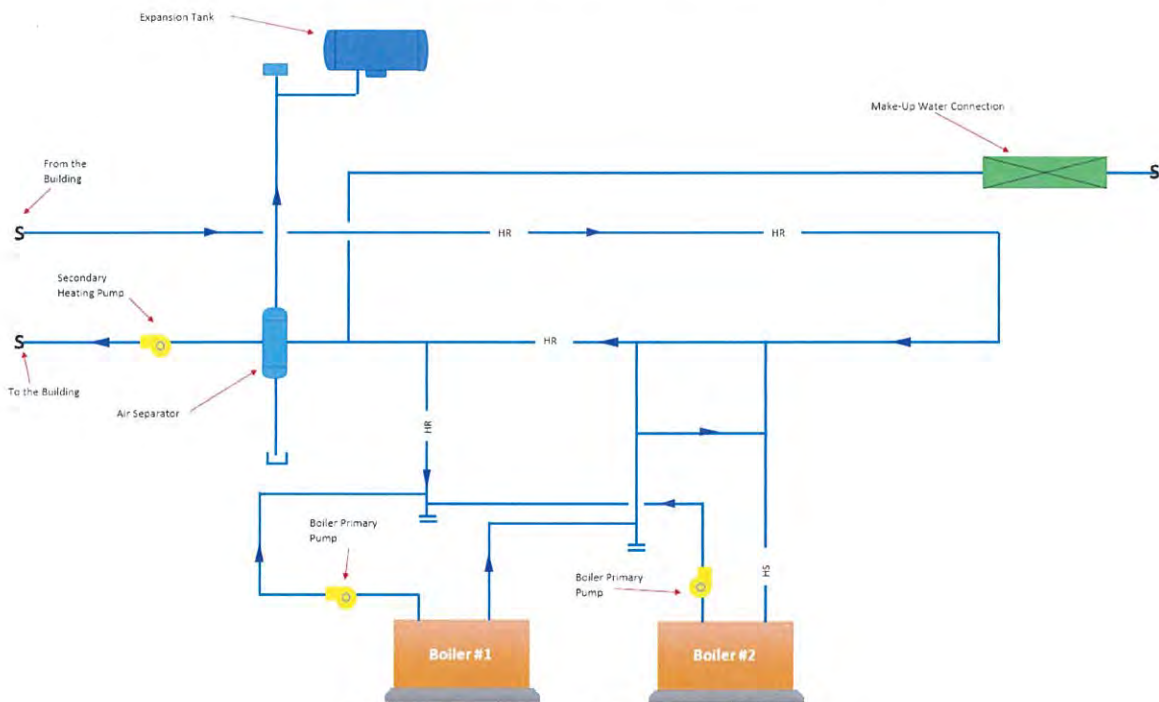 Expansion Tank
Make-Up Water Connection
From the
Building
S
S
HR
HR
Secondary
Heating Pump
S
HR
To the Building
Air Separator
HR
Boiler Primary
Pump
Boiler Primary
Pump
HS
Boiler #1
Boiler #2